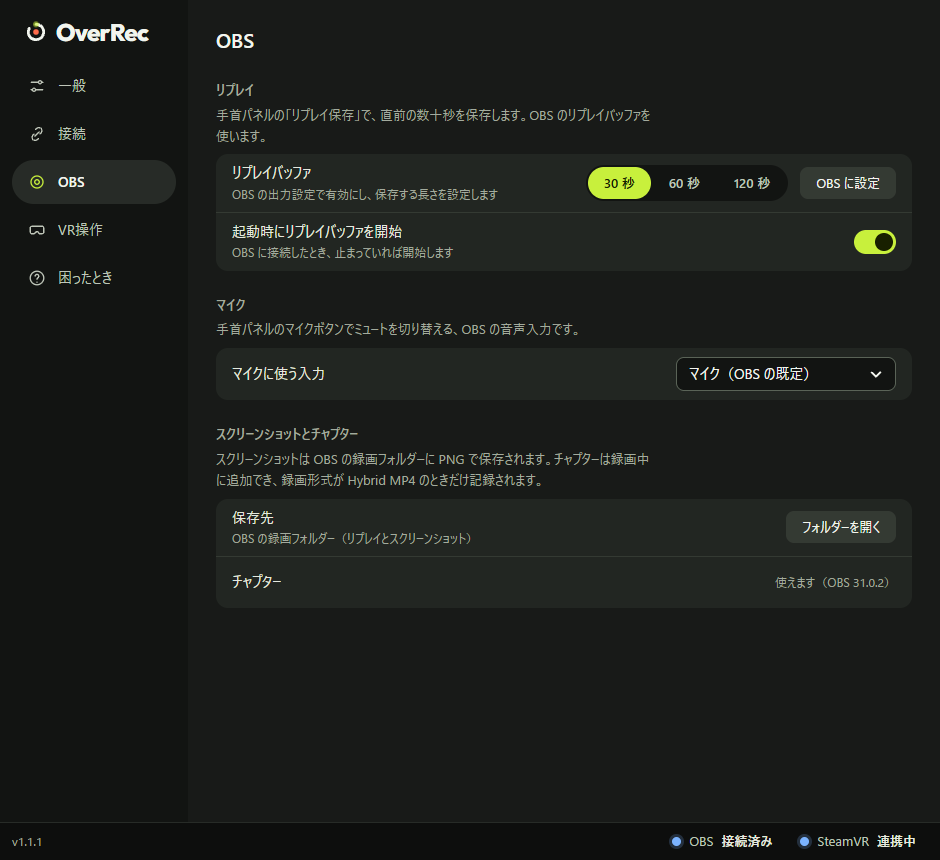 OverRec
一般
接続
OBS
VR操作
困ったとき
OBS
リプレイ
手首パネルの「リプレイ保存」で、直前の数十秒を保存します。OBS のリプレイバッファを
使います。
リプレイバッファ
OBS の出力設定で有効にし、保存する長さを設定します
30 秒 60 秒 120 秒 OBS に設定
起動時にリプレイバッファを開始
OBS に接続したとき、止まっていれば開始します
マイク
手首パネルのマイクボタンでミュートを切り替える、OBS の音声入力です。
マイクに使う入力 マイク（OBS の既定）
スクリーンショットとチャプター
スクリーンショットは OBS の録画フォルダーに PNG で保存されます。チャプターは録画中
に追加でき、録画形式が Hybrid MP4 のときだけ記録されます。
保存先
OBS の録画フォルダー（リプレイとスクリーンショット）
フォルダーを開く
チャプター 使えます（OBS 31.0.2）
v1.1.1 OBS 接続済み SteamVR 連携中